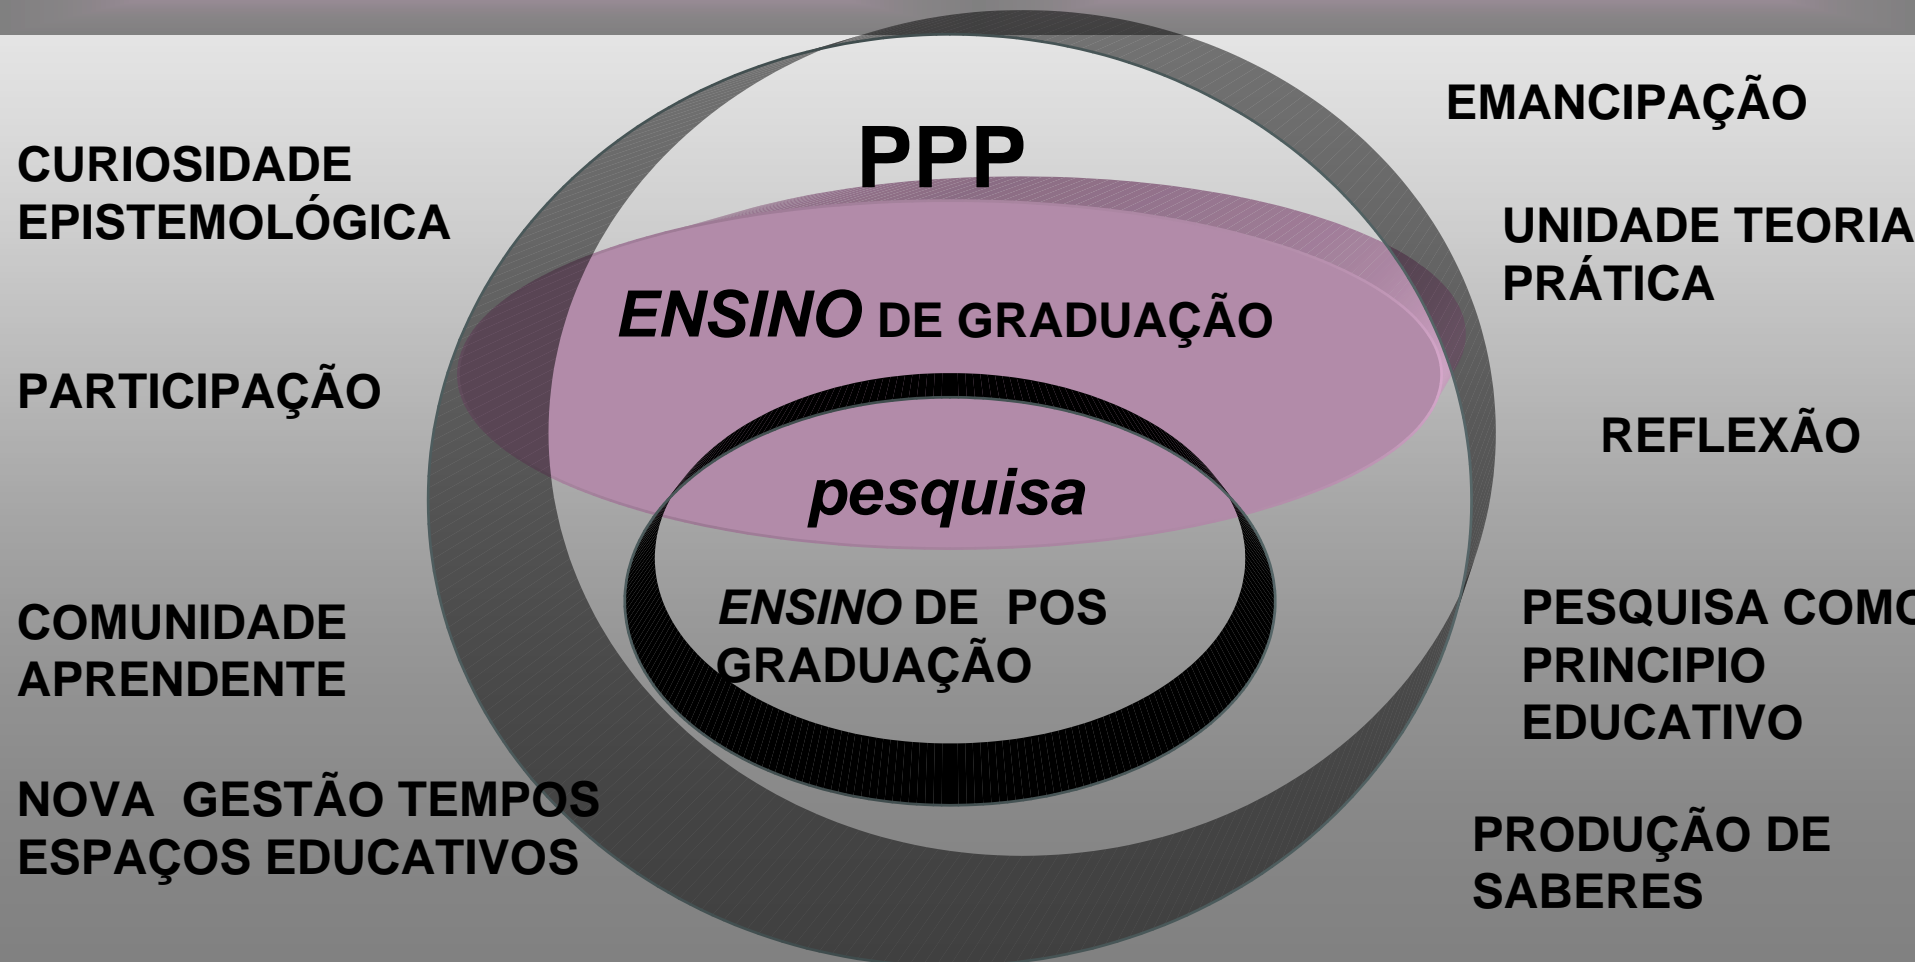 CURIOSIDADE
EPISTEMOLÓGICA
PARTICIPAÇÃO
COMUNIDADE
APRENDENTE
NOVA GESTÃO TEMPOS
ESPAÇOS EDUCATIVOS
PPP
ENSINO DE GRADUAÇÃO
pesquisa
ENSINO DE POS
GRADUAÇÃO
EMANCIPAÇÃO
UNIDADE TEORIA
PRÁTICA
REFLEXÃO
PESQUISA COMO
PRINCIPIO
EDUCATIVO
PRODUÇÃO DE
SABERES